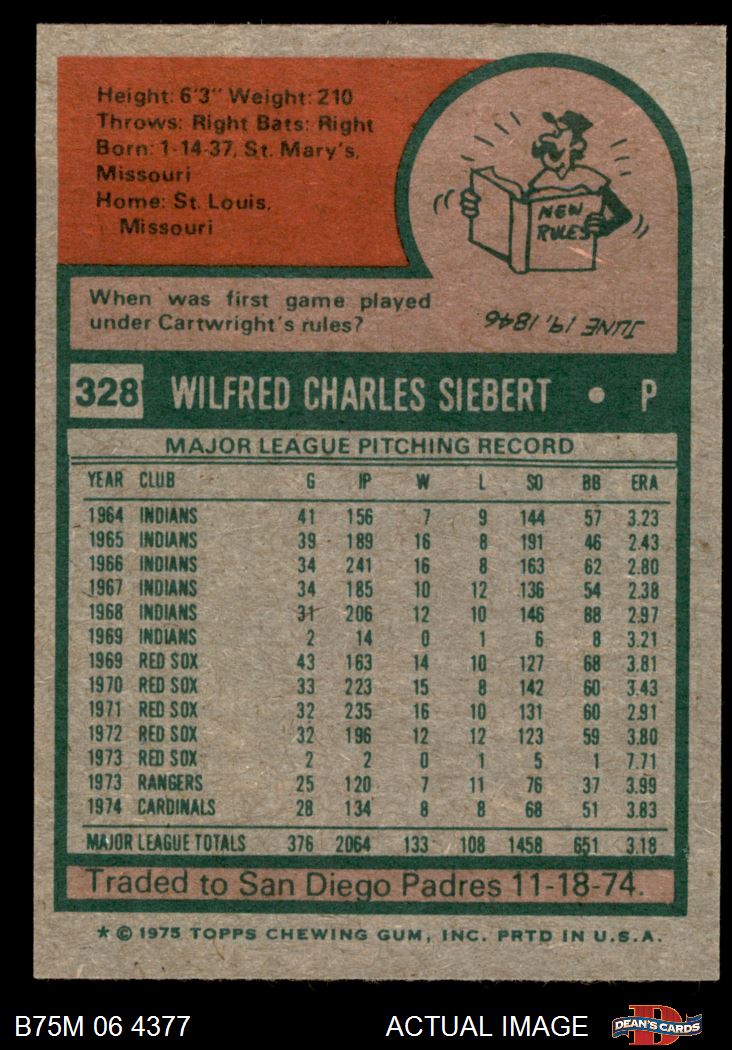 Height: 6'3" Weight: 210
Throws: Right Bats: Right
Born: 1-14-37, St. Mary's,
Missouri
Home: St. Louis,
Missouri
NEW
RULES
When was first game played
under Cartwright's rules?
JUNE 19, 1846
328 WILFRED CHARLES SIEBERT • P
MAJOR LEAGUE PITCHING RECORD
YEAR CLUB G IP W L SO BB ERA
1964 INDIANS 41 156 7 9 144 57 3.23
1965 INDIANS 39 189 16 8 191 46 2.43
1966 INDIANS 34 241 16 8 163 62 2.80
1967 INDIANS 34 185 10 12 136 54 2.38
1968 INDIANS 31 206 12 10 146 88 2.97
1969 INDIANS 2 14 0 1 6 8 3.21
1969 RED SOX 43 163 14 10 127 68 3.81
1970 RED SOX 33 223 15 8 142 60 3.43
1971 RED SOX 32 235 16 10 131 60 2.91
1972 RED SOX 32 196 12 12 123 59 3.80
1973 RED SOX 2 2 0 1 5 1 7.71
1973 RANGERS 25 120 7 11 76 37 3.99
1974 CARDINALS 28 134 8 8 68 51 3.83
MAJOR LEAGUE TOTALS 376 2064 133 108 1458 651 3.18
Traded to San Diego Padres 11-18-74.
* © 1975 TOPPS CHEWING GUM, INC. PRTD IN U.S.A.
B75M 06 4377 ACTUAL IMAGE DEAN'S CARDS